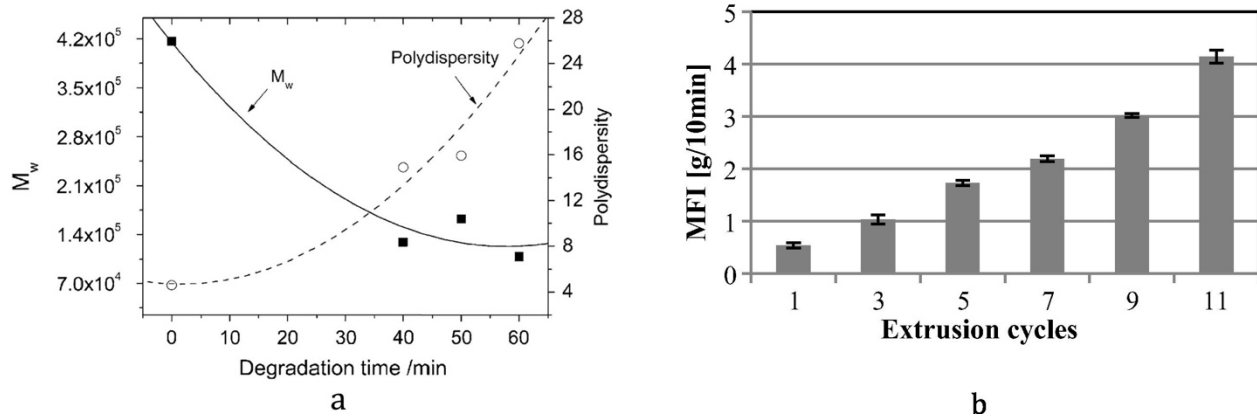 4.2x10⁵
3.5x10⁵
2.8x10⁵
2.1x10⁵
1.4x10⁵
7.0x10⁴
M_w
28
24
20
16
12
8
4
Polydispersity
M_w
Polydispersity
0 10 20 30 40 50 60
Degradation time /min
a
5
4
3
2
1
0
MFI [g/10min]
1 3 5 7 9 11
Extrusion cycles
b